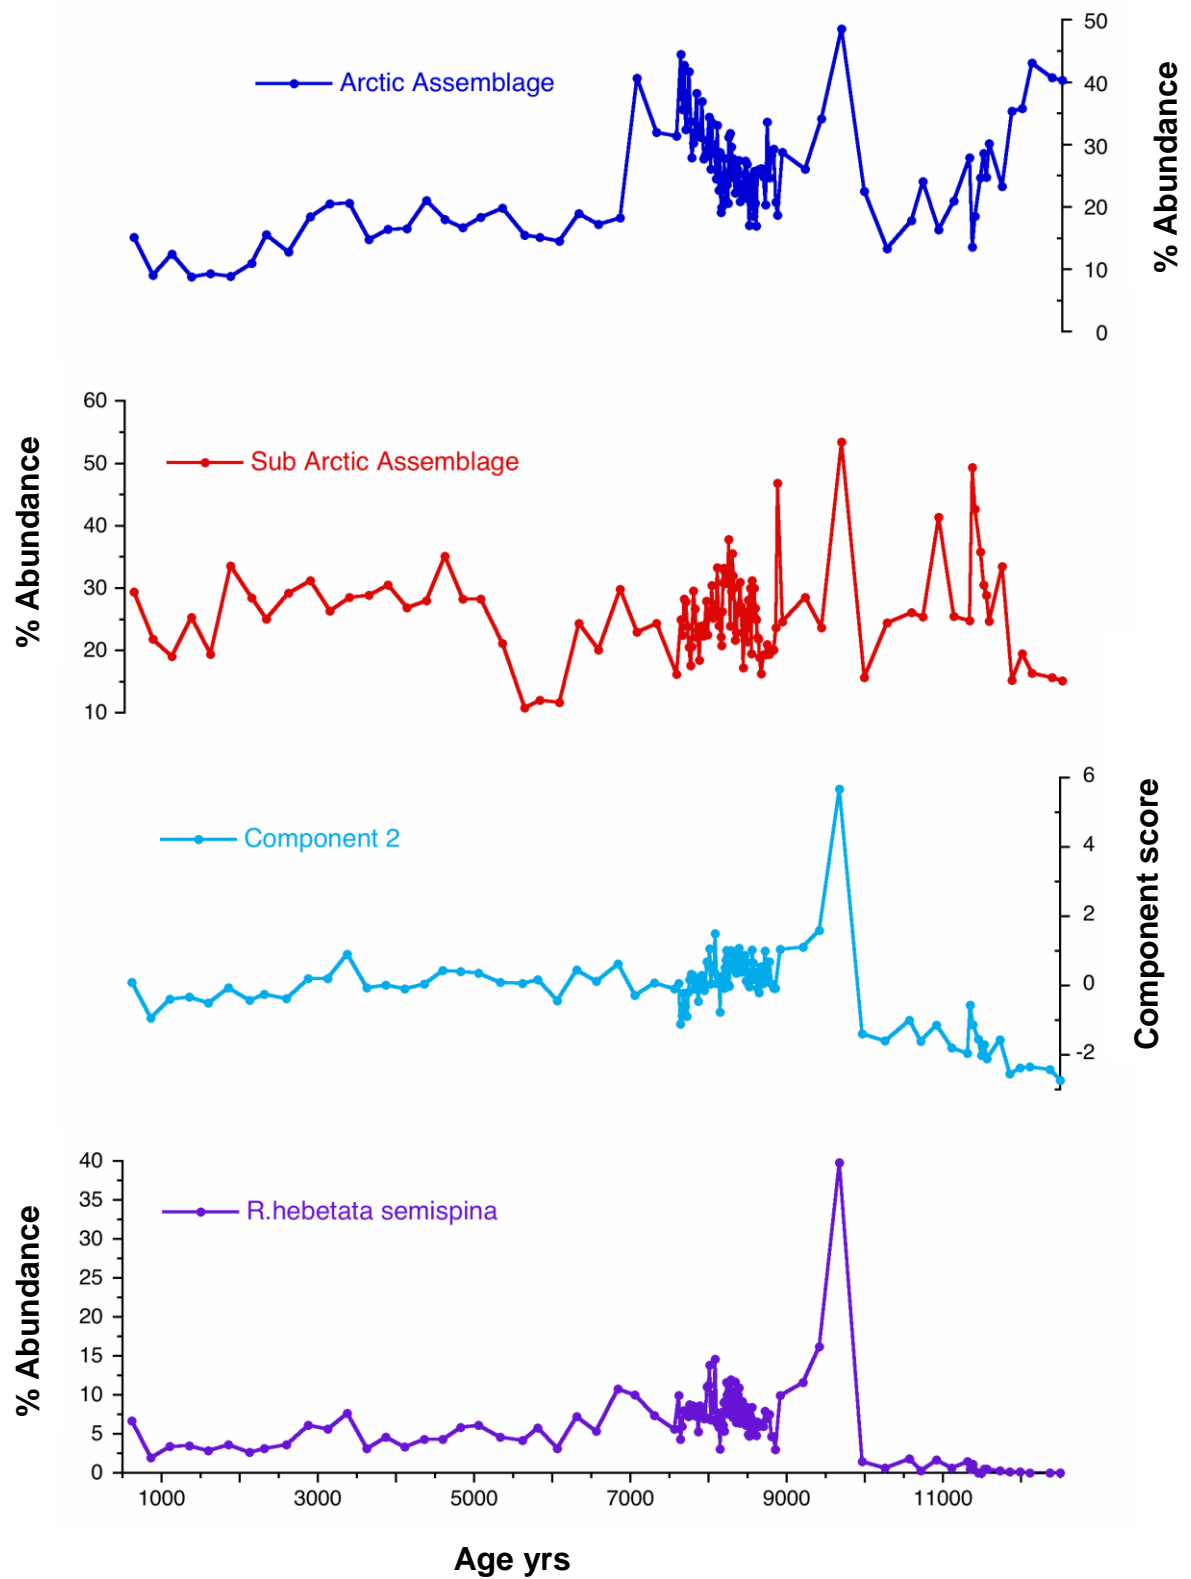 50
Arctic Assemblage
40
30
20
10
0
% Abundance
60
Sub Arctic Assemblage
50
40
30
20
10
% Abundance
6
Component 2
4
2
0
-2
Component score
40
35
R.hebetata semispina
30
25
20
15
10
5
0
% Abundance
1000 3000 5000 7000 9000 11000
Age yrs